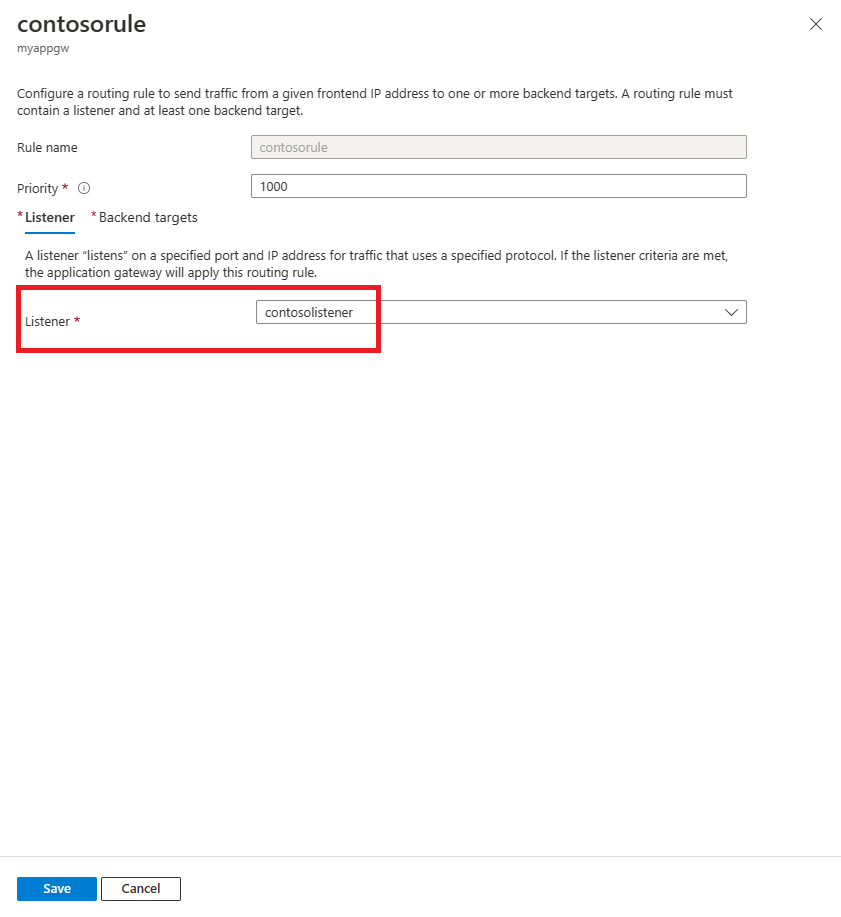 contosorule
myappgw
Configure a routing rule to send traffic from a given frontend IP address to one or more backend targets. A routing rule must
contain a listener and at least one backend target.
Rule name
contosorule
Priority *
1000
* Listener * Backend targets
A listener “listens” on a specified port and IP address for traffic that uses a specified protocol. If the listener criteria are met,
the application gateway will apply this routing rule.
Listener *
contosolistener
Save Cancel